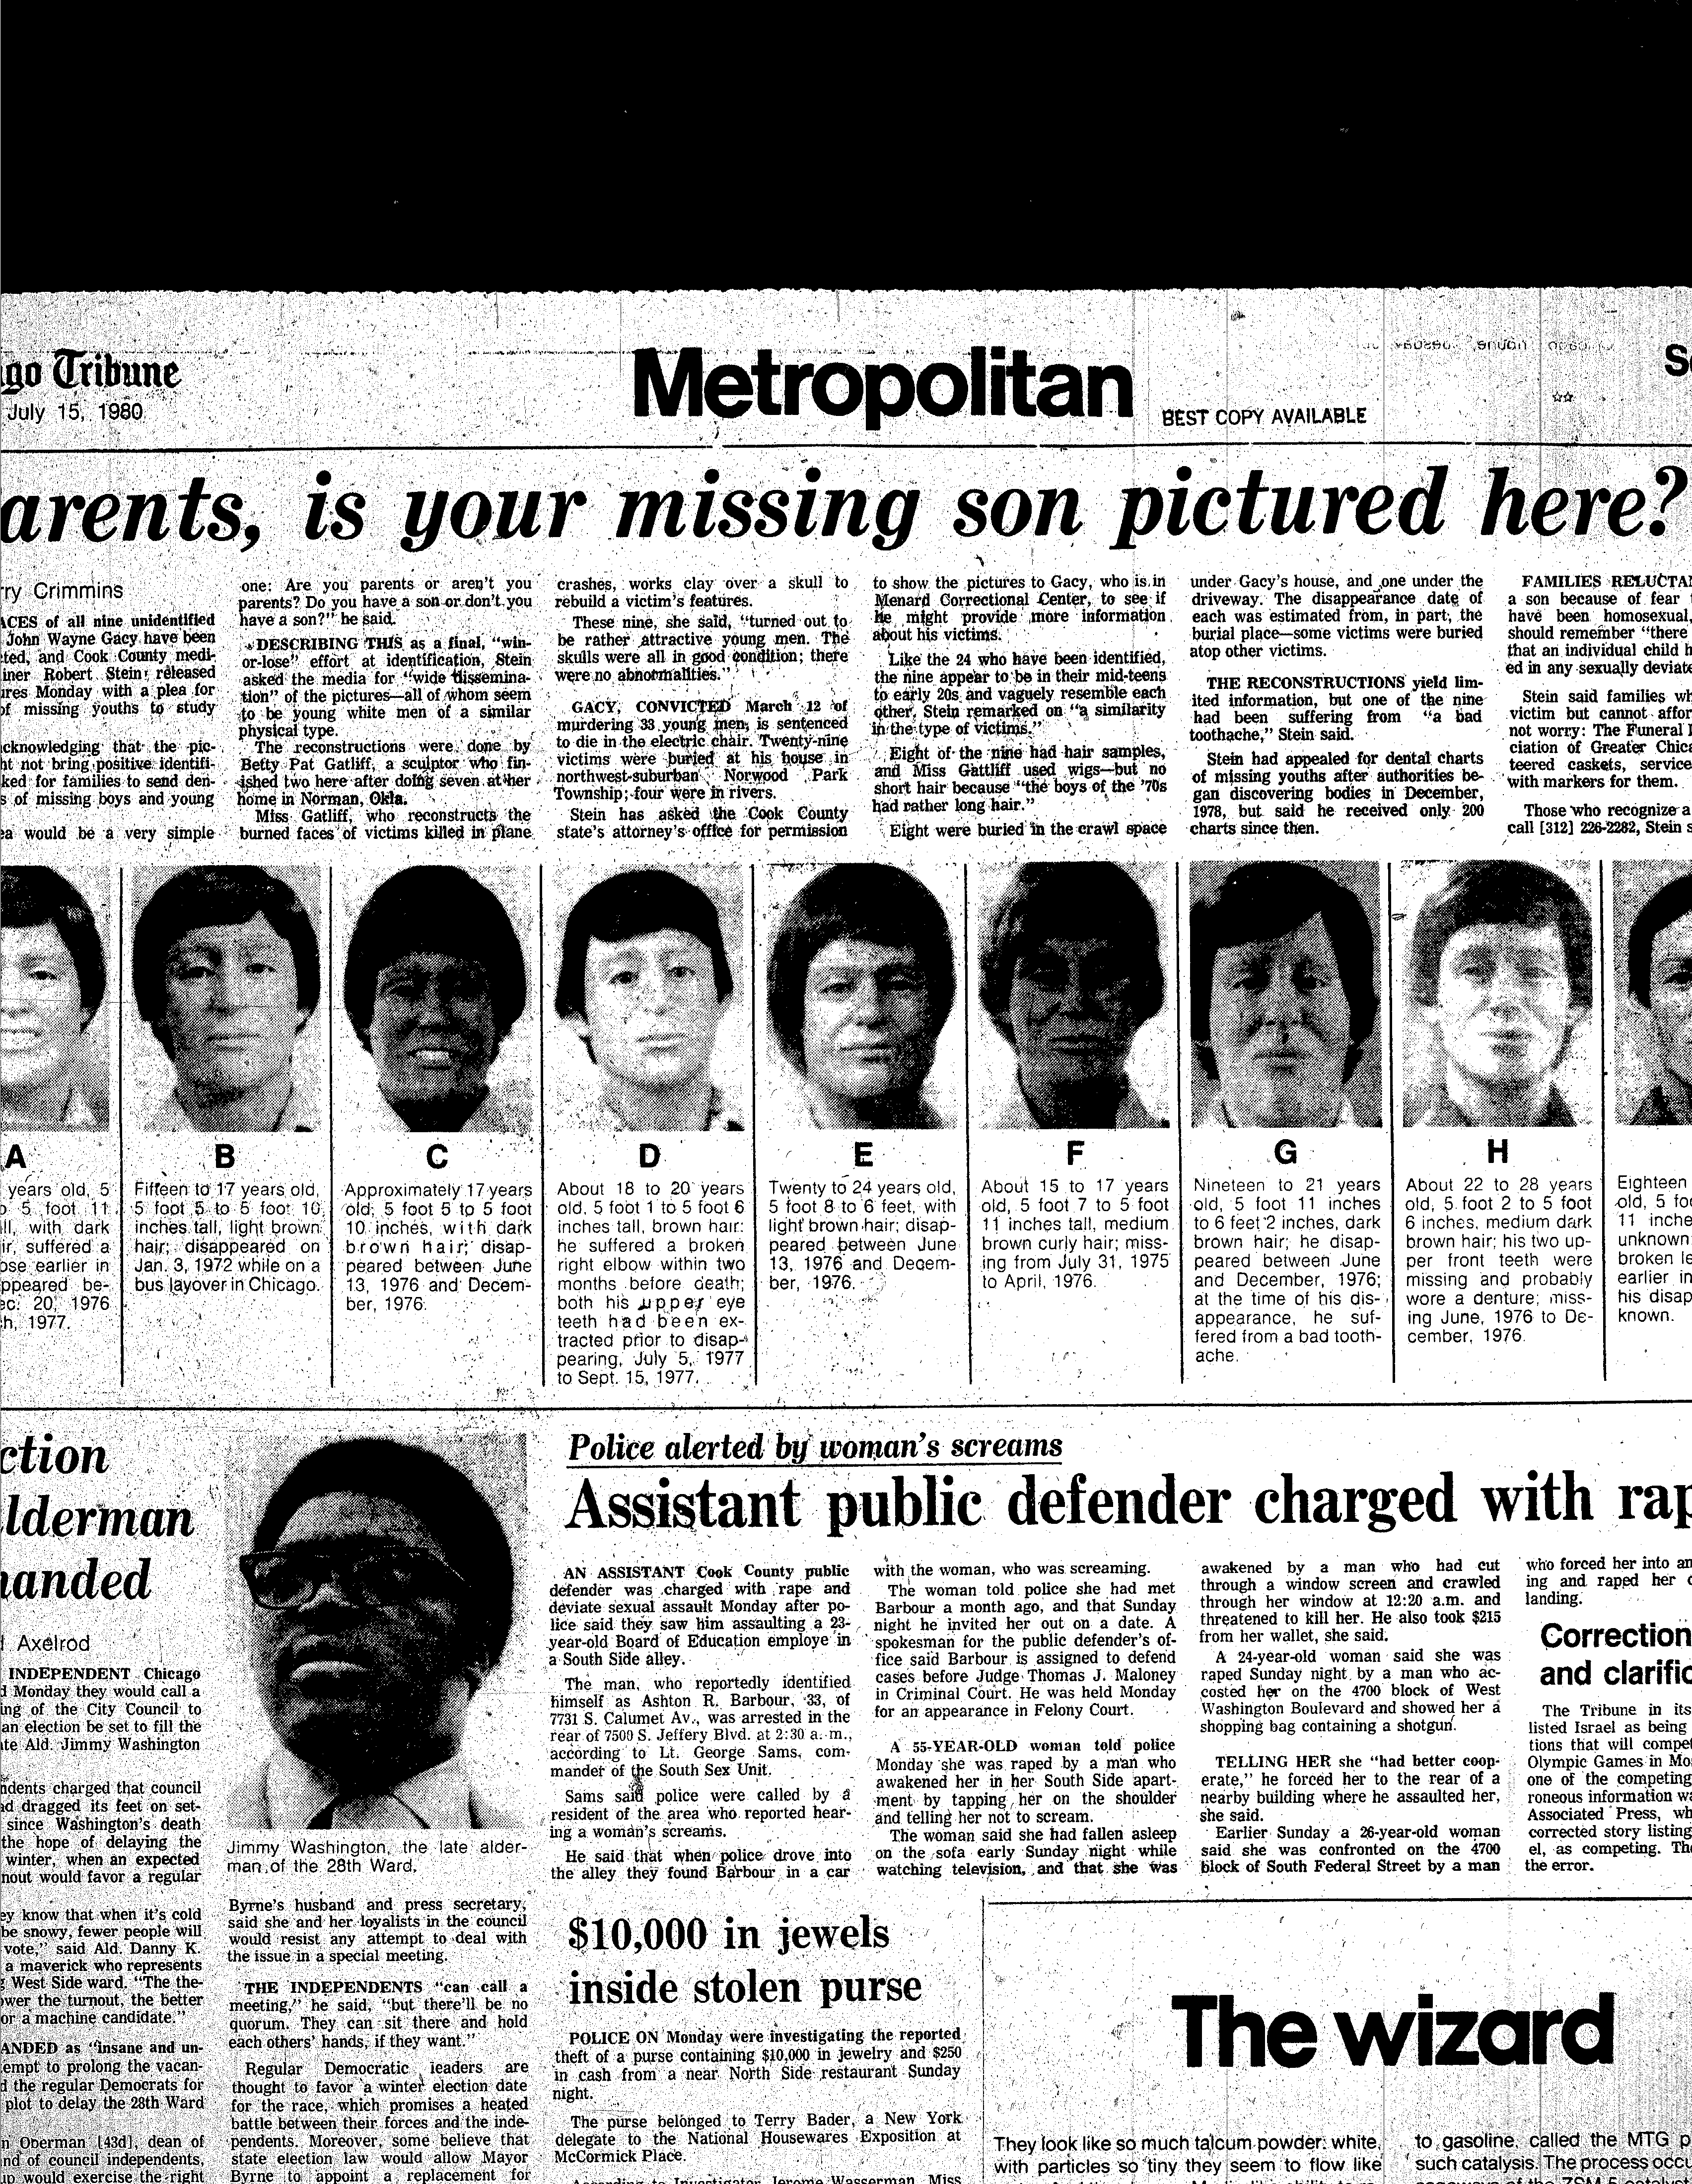 go Tribune
July 15, 1980
Metropolitan
BEST COPY AVAILABLE
arents, is your missing son pictured here?
ry Crimmins
ACES of all nine unidentified
John Wayne Gacy have been
ted, and Cook County medi-
iner Robert Stein released
res Monday with a plea for
of missing youths to study
cknowledging that the pic-
ht not bring positive identifi-
ked for families to send den-
s of missing boys and young
ea would be a very simple
one: Are you parents or aren't you
parents? Do you have a son or don't you
have a son?" he said.
DESCRIBING THIS as a final, "win-
or-lose" effort at identification, Stein
asked the media for "wide dissemina-
tion" of the pictures—all of whom seem
to be young white men of a similar
physical type.
The reconstructions were done by
Betty Pat Gatliff, a sculptor who fin-
ished two here after doing seven at her
home in Norman, Okla.
Miss Gatliff, who reconstructs the
burned faces of victims killed in plane
crashes, works clay over a skull to
rebuild a victim's features.
These nine, she said, "turned out to
be rather attractive young men. The
skulls were all in good condition; there
were no abnormalities."
GACY, CONVICTED March 12 of
murdering 33 young men, is sentenced
to die in the electric chair. Twenty-nine
victims were buried at his house in
northwest-suburban Norwood Park
Township; four were in rivers.
Stein has asked the Cook County
state's attorney's office for permission
to show the pictures to Gacy, who is in
Menard Correctional Center, to see if
he might provide more information
about his victims.
Like the 24 who have been identified,
the nine appear to be in their mid-teens
to early 20s and vaguely resemble each
other. Stein remarked on "a similarity
in the type of victims."
Eight of the nine had hair samples,
and Miss Gattliff used wigs—but no
short hair because "the boys of the '70s
had rather long hair."
Eight were buried in the crawl space
under Gacy's house, and one under the
driveway. The disappearance date of
each was estimated from, in part, the
burial place—some victims were buried
atop other victims.
THE RECONSTRUCTIONS yield lim-
ited information, but one of the nine
had been suffering from "a bad
toothache," Stein said.
Stein had appealed for dental charts
of missing youths after authorities be-
gan discovering bodies in December,
1978, but said he received only 200
charts since then.
FAMILIES RELUCTA
a son because of fear
have been homosexual,
should remember "there
that an individual child h
ed in any sexually deviate
Stein said families wh
victim but cannot affor
not worry: The Funeral
ciation of Greater Chica
teered caskets, service
with markers for them.
Those who recognize a
call [312] 226-2282, Stein s
A
years old, 5
5 foot 11
ll, with dark
ir, suffered a
ose earlier in
ppeared be-
ec. 20, 1976
h, 1977.
B
Fifteen to 17 years old,
5 foot 5 to 5 foot 10
inches tall, light brown
hair; disappeared on
Jan. 3, 1972 while on a
bus layover in Chicago.
C
Approximately 17 years
old, 5 foot 5 to 5 foot
10 inches, with dark
brown hair; disap-
peared between June
13, 1976 and Decem-
ber, 1976.
D
About 18 to 20 years
old, 5 foot 1 to 5 foot 6
inches tall, brown hair:
he suffered a broken
right elbow within two
months before death;
both his upper eye
teeth had been ex-
tracted prior to disap-
pearing, July 5, 1977
to Sept. 15, 1977.
E
Twenty to 24 years old,
5 foot 8 to 6 feet, with
light brown hair; disap-
peared between June
13, 1976 and Decem-
ber, 1976.
F
About 15 to 17 years
old, 5 foot 7 to 5 foot
11 inches tall, medium
brown curly hair; miss-
ing from July 31, 1975
to April, 1976.
G
Nineteen to 21 years
old, 5 foot 11 inches
to 6 feet 2 inches, dark
brown hair; he disap-
peared between June
and December, 1976;
at the time of his dis-
appearance, he suf-
fered from a bad tooth-
ache.
H
About 22 to 28 years
old, 5 foot 2 to 5 foot
6 inches, medium dark
brown hair; his two up-
per front teeth were
missing and probably
wore a denture; miss-
ing June, 1976 to De-
cember, 1976.
Eighteen
old, 5 foo
11 inche
unknown
broken le
earlier in
his disap
known.
ction
lderman
anded
Axelrod
INDEPENDENT Chicago
Monday they would call a
ing of the City Council to
an election be set to fill the
te Ald. Jimmy Washington
ndents charged that council
d dragged its feet on set-
since Washington's death
the hope of delaying the
winter, when an expected
nout would favor a regular
ey know that when it's cold
be snowy, fewer people will
vote," said Ald. Danny K.
a maverick who represents
West Side ward. "The the-
wer the turnout, the better
or a machine candidate."
ANDED as "insane and un-
empt to prolong the vacan-
d the regular Democrats for
plot to delay the 28th Ward
n Oberman [43d], dean of
nd of council independents,
up would exercise the right
Jimmy Washington, the late alder-
man of the 28th Ward.
Byrne's husband and press secretary,
said she and her loyalists in the council
would resist any attempt to deal with
the issue in a special meeting.
THE INDEPENDENTS "can call a
meeting," he said, "but there'll be no
quorum. They can sit there and hold
each others' hands, if they want."
Regular Democratic leaders are
thought to favor a winter election date
for the race, which promises a heated
battle between their forces and the inde-
pendents. Moreover, some believe that
state election law would allow Mayor
Byrne to appoint a replacement for
Police alerted by woman's screams
Assistant public defender charged with rap
AN ASSISTANT Cook County public
defender was charged with rape and
deviate sexual assault Monday after po-
lice said they saw him assaulting a 23-
year-old Board of Education employe in
a South Side alley.
The man, who reportedly identified
himself as Ashton R. Barbour, 33, of
7731 S. Calumet Av., was arrested in the
rear of 7500 S. Jeffery Blvd. at 2:30 a.m.,
according to Lt. George Sams, com-
mander of the South Sex Unit.
Sams said police were called by a
resident of the area who reported hear-
ing a woman's screams.
He said that when police drove into
the alley they found Barbour in a car
with the woman, who was screaming.
The woman told police she had met
Barbour a month ago, and that Sunday
night he invited her out on a date. A
spokesman for the public defender's of-
fice said Barbour is assigned to defend
cases before Judge Thomas J. Maloney
in Criminal Court. He was held Monday
for an appearance in Felony Court.
A 55-YEAR-OLD woman told police
Monday she was raped by a man who
awakened her in her South Side apart-
ment by tapping her on the shoulder
and telling her not to scream.
The woman said she had fallen asleep
on the sofa early Sunday night while
watching television, and that she was
awakened by a man who had cut
through a window screen and crawled
through her window at 12:20 a.m. and
threatened to kill her. He also took $215
from her wallet, she said.
A 24-year-old woman said she was
raped Sunday night by a man who ac-
costed her on the 4700 block of West
Washington Boulevard and showed her a
shopping bag containing a shotgun.
TELLING HER she "had better coop-
erate," he forced her to the rear of a
nearby building where he assaulted her,
she said.
Earlier Sunday a 26-year-old woman
said she was confronted on the 4700
block of South Federal Street by a man
who forced her into an
ing and raped her
landing.
Correction
and clarific
The Tribune in its
listed Israel as being
tions that will compet
Olympic Games in Mo
one of the competing
roneous information wa
Associated Press, wh
corrected story listing
el, as competing. The
the error.
$10,000 in jewels
inside stolen purse
POLICE ON Monday were investigating the reported
theft of a purse containing $10,000 in jewelry and $250
in cash from a near North Side restaurant Sunday
night.
The purse belonged to Terry Bader, a New York
delegate to the National Housewares Exposition at
McCormick Place.
According to Investigator Jerome Wasserman, Miss
The wizard
They look like so much talcum powder: white,
with particles so tiny they seem to flow like
to gasoline, called the MTG p
such catalysis. The process occu